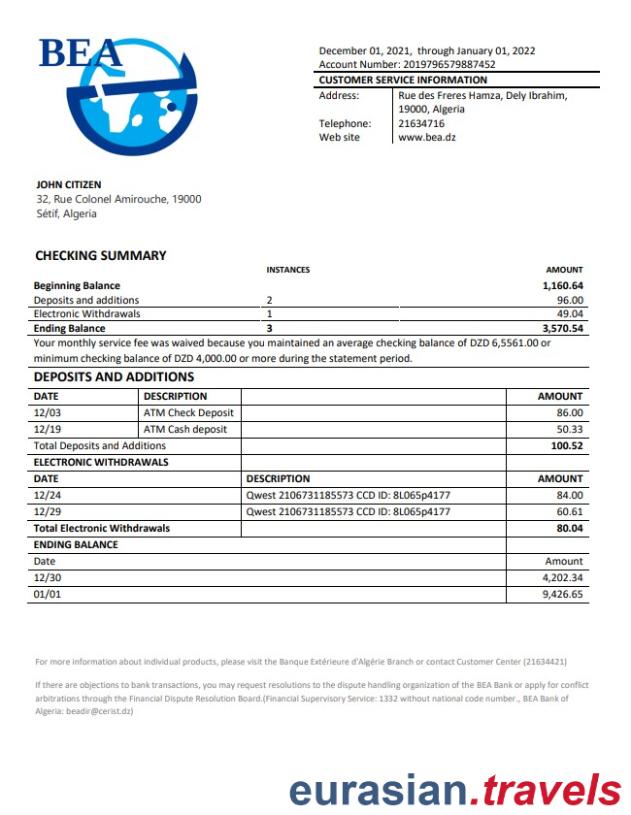 BEA
December 01, 2021, through January 01, 2022
Account Number: 2019796579887452
CUSTOMER SERVICE INFORMATION
Address: Rue des Freres Hamza, Dely Ibrahim,
19000, Algeria
Telephone: 21634716
Web site www.bea.dz
JOHN CITIZEN
32, Rue Colonel Amirouche, 19000
Sétif, Algeria
CHECKING SUMMARY
INSTANCES AMOUNT
Beginning Balance 1,160.64
Deposits and additions 2 96.00
Electronic Withdrawals 1 49.04
Ending Balance 3 3,570.54
Your monthly service fee was waived because you maintained an average checking balance of DZD 6,5561.00 or
minimum checking balance of DZD 4,000.00 or more during the statement period.
DEPOSITS AND ADDITIONS
DATE DESCRIPTION AMOUNT
12/03 ATM Check Deposit 86.00
12/19 ATM Cash deposit 50.33
Total Deposits and Additions 100.52
ELECTRONIC WITHDRAWALS
DATE DESCRIPTION AMOUNT
12/24 Qwest 2106731185573 CCD ID: 8L065p4177 84.00
12/29 Qwest 2106731185573 CCD ID: 8L065p4177 60.61
Total Electronic Withdrawals 80.04
ENDING BALANCE
Date Amount
12/30 4,202.34
01/01 9,426.65
For more information about individual products, please visit the Banque Extérieure d'Algérie Branch or contact Customer Center (21634421)
If there are objections to bank transactions, you may request resolutions to the dispute handling organization of the BEA Bank or apply for conflict
arbitrations through the Financial Dispute Resolution Board.(Financial Supervisory Service: 1332 without national code number., BEA Bank of
Algeria: beadir@cerist.dz)
eurasian.travels